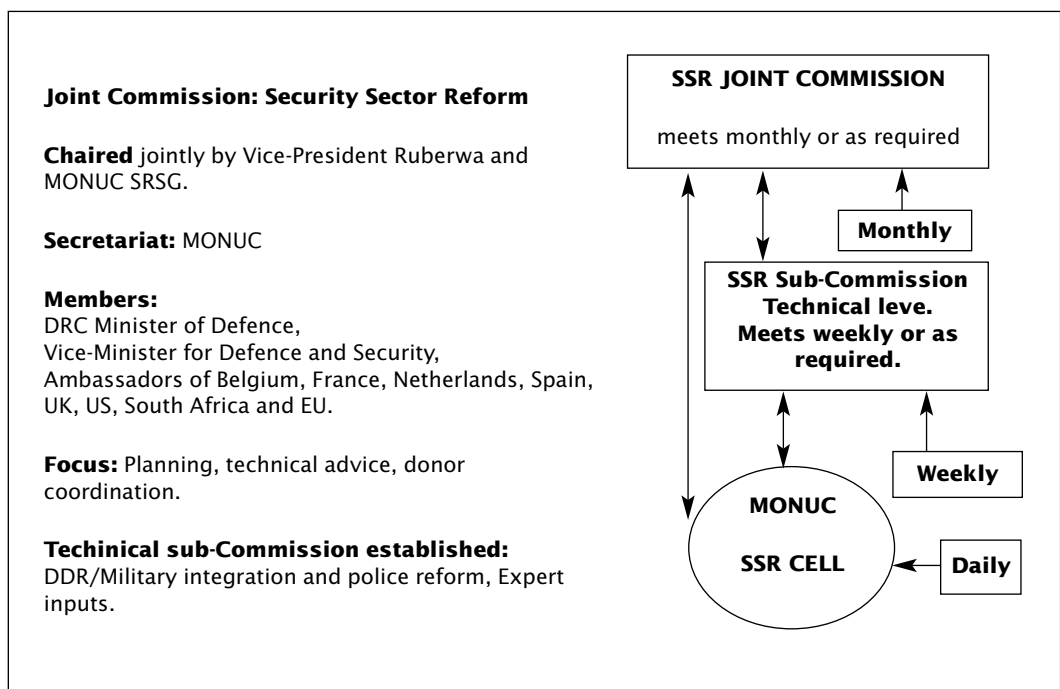 Joint Commission: Security Sector Reform
Chaired jointly by Vice-President Ruberwa and
MONUC SRSG.
Secretariat: MONUC
Members:
DRC Minister of Defence,
Vice-Minister for Defence and Security,
Ambassadors of Belgium, France, Netherlands, Spain,
UK, US, South Africa and EU.
Focus: Planning, technical advice, donor
coordination.
Techinical sub-Commission established:
DDR/Military integration and police reform, Expert
inputs.
SSR JOINT COMMISSION
meets monthly or as required
Monthly
SSR Sub-Commission
Technical leve.
Meets weekly or as
required.
Weekly
MONUC
SSR CELL
Daily